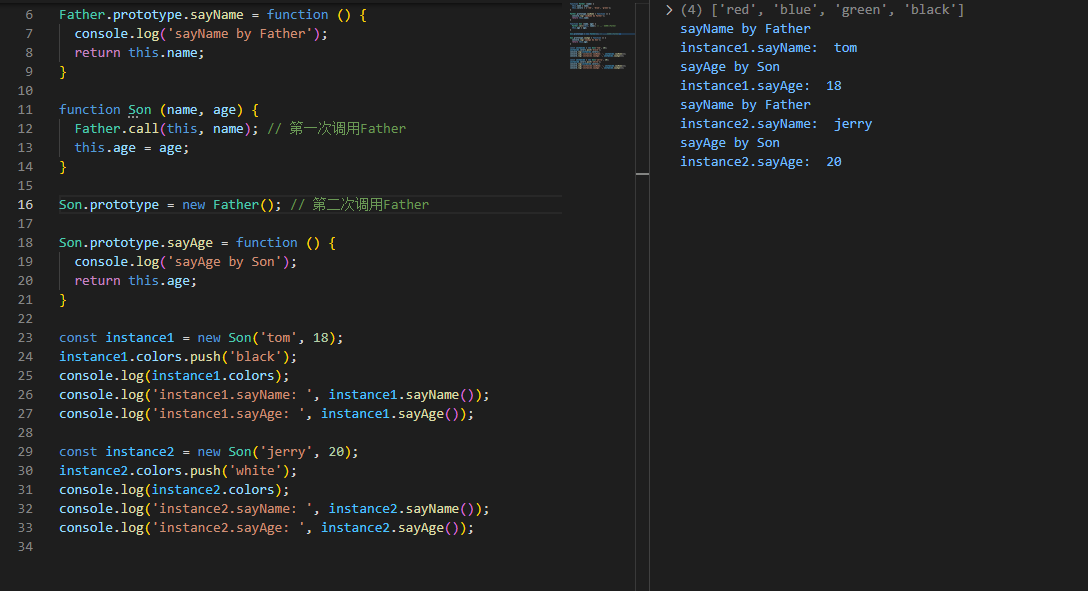 6 Father.prototype.sayName = function () {
7   console.log('sayName by Father');
8   return this.name;
9 }
10
11 function Son (name, age) {
12   Father.call(this, name); // 第一次调用Father
13   this.age = age;
14 }
15
16 Son.prototype = new Father(); // 第二次调用Father
17
18 Son.prototype.sayAge = function () {
19   console.log('sayAge by Son');
20   return this.age;
21 }
22
23 const instance1 = new Son('tom', 18);
24 instance1.colors.push('black');
25 console.log(instance1.colors);
26 console.log('instance1.sayName: ', instance1.sayName());
27 console.log('instance1.sayAge: ', instance1.sayAge());
28
29 const instance2 = new Son('jerry', 20);
30 instance2.colors.push('white');
31 console.log(instance2.colors);
32 console.log('instance2.sayName: ', instance2.sayName());
33 console.log('instance2.sayAge: ', instance2.sayAge());
34
(4) ['red', 'blue', 'green', 'black']
sayName by Father
instance1.sayName:  tom
sayAge by Son
instance1.sayAge:  18
sayName by Father
instance2.sayName:  jerry
sayAge by Son
instance2.sayAge:  20